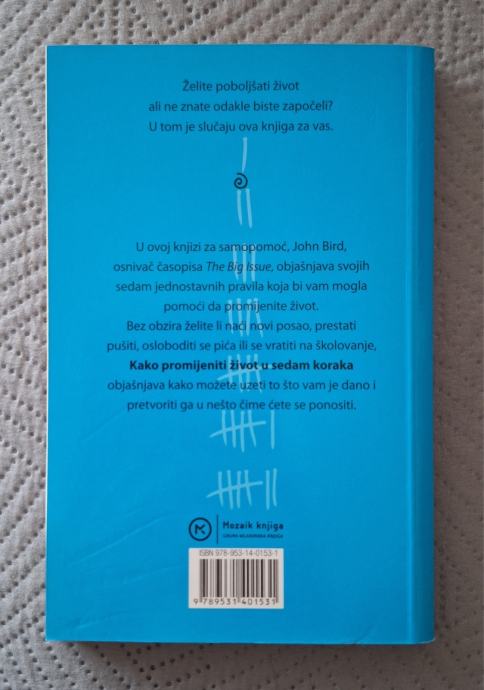 Želite poboljšati život
ali ne znate odakle biste započeli?
U tom je slučaju ova knjiga za vas.
U ovoj knjizi za samopomoć, John Bird,
osnivač časopisa The Big Issue, objašnjava svojih
sedam jednostavnih pravila koja bi vam mogla
pomoći da promijenite život.
Bez obzira želite li naći novi posao, prestati
pušiti, osloboditi se pića ili se vratiti na školovanje,
Kako promijeniti život u sedam koraka
objašnjava kako možete uzeti to što vam je dano i
pretvoriti ga u nešto čime ćete se ponositi.
Mozaik knjiga
GRUPA MLADINSKA KNJIGA
ISBN 978-953-14-0153-1
9 789531 401531